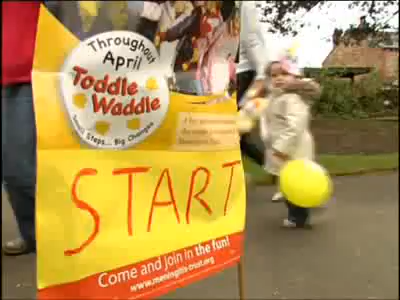 Throughout
April
Toddle
Waddle
Small Steps... Big Changes
START
Come and join in the fun!
www.meningitis-trust.org